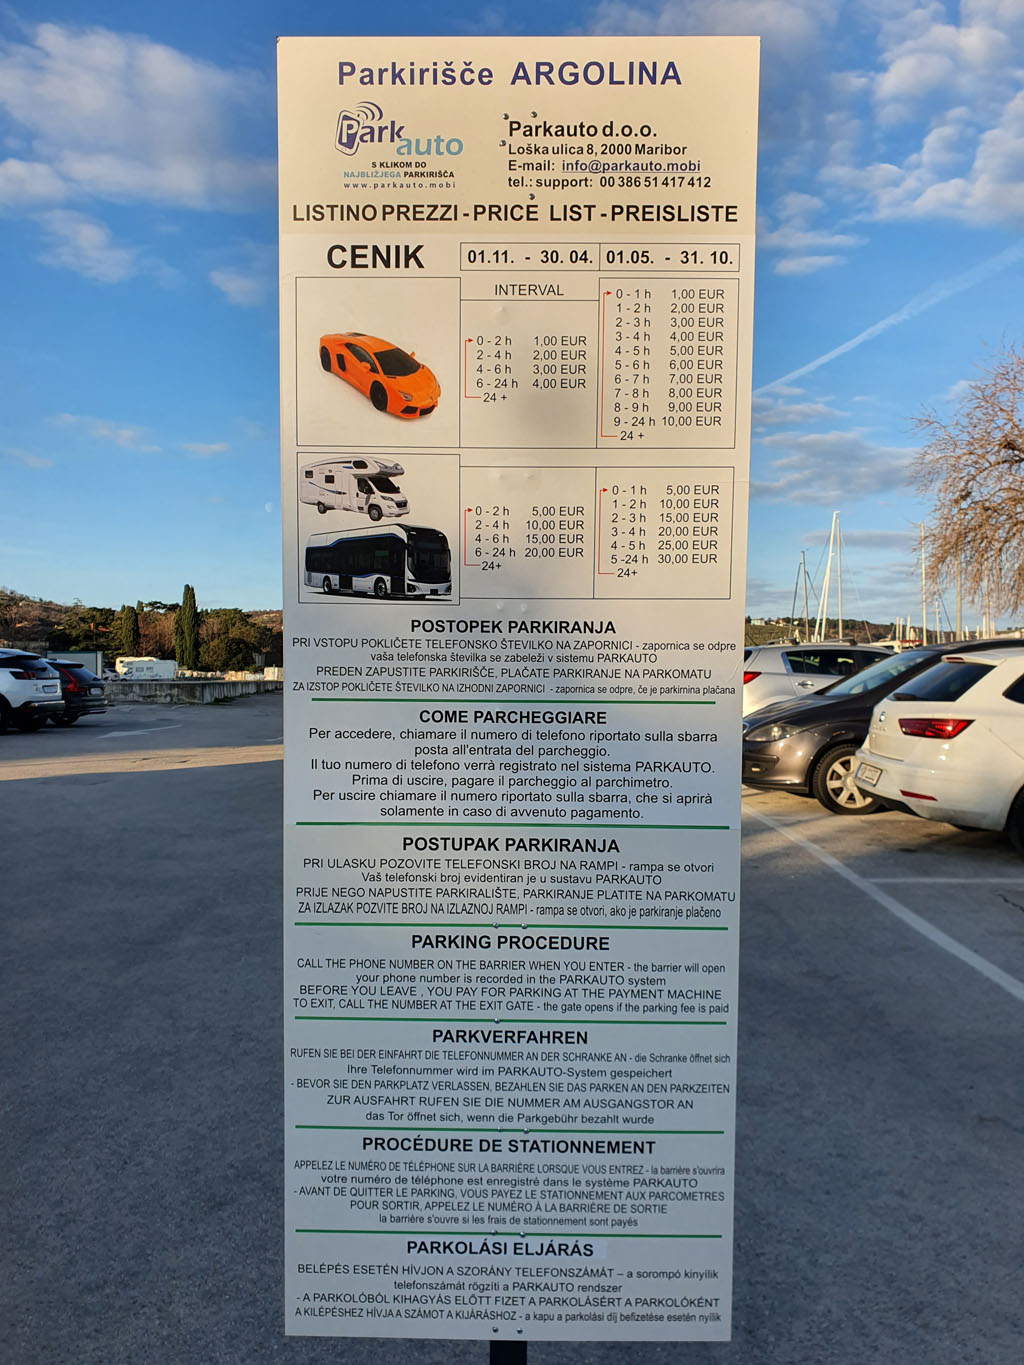 Parkirišče ARGOLINA
Park
auto
S KLIKOM DO
NAJBLIŽJEGA PARKIRIŠČA
www.parkauto.mobi
Parkauto d.o.o.
Loška ulica 8, 2000 Maribor
E-mail: info@parkauto.mobi
tel.: support: 00 386 51 417 412
LISTINO PREZZI - PRICE LIST - PREISLISTE
CENIK
01.11. - 30. 04.
01.05. - 31. 10.
INTERVAL
0 - 2 h 1,00 EUR
2 - 4 h 2,00 EUR
4 - 6 h 3,00 EUR
6 - 24 h 4,00 EUR
24 +
0 - 1 h 1,00 EUR
1 - 2 h 2,00 EUR
2 - 3 h 3,00 EUR
3 - 4 h 4,00 EUR
4 - 5 h 5,00 EUR
5 - 6 h 6,00 EUR
6 - 7 h 7,00 EUR
7 - 8 h 8,00 EUR
8 - 9 h 9,00 EUR
9 - 24 h 10,00 EUR
24 +
0 - 2 h 5,00 EUR
2 - 4 h 10,00 EUR
4 - 6 h 15,00 EUR
6 - 24 h 20,00 EUR
24+
0 - 1 h 5,00 EUR
1 - 2 h 10,00 EUR
2 - 3 h 15,00 EUR
3 - 4 h 20,00 EUR
4 - 5 h 25,00 EUR
5 -24 h 30,00 EUR
24+
POSTOPEK PARKIRANJA
PRI VSTOPU POKLIČETE TELEFONSKO ŠTEVILKO NA ZAPORNICI - zapornica se odpre
vaša telefonska številka se zabeleži v sistemu PARKAUTO
PREDEN ZAPUSTITE PARKIRIŠČE, PLAČATE PARKIRANJE NA PARKOMATU
ZA IZSTOP POKLIČETE ŠTEVILKO NA IZHODNI ZAPORNICI - zapornica se odpre, če je parkirnina plačana
COME PARCHEGGIARE
Per accedere, chiamare il numero di telefono riportato sulla sbarra
posta all'entrata del parcheggio.
Il tuo numero di telefono verrà registrato nel sistema PARKAUTO.
Prima di uscire, pagare il parcheggio al parchimetro.
Per uscire chiamare il numero riportato sulla sbarra, che si aprirà
solamente in caso di avvenuto pagamento.
POSTUPAK PARKIRANJA
PRI ULASKU POZOVITE TELEFONSKI BROJ NA RAMPI - rampa se otvori
Vaš telefonski broj evidentiran je u sustavu PARKAUTO
PRIJE NEGO NAPUSTITE PARKIRALIŠTE, PARKIRANJE PLATITE NA PARKOMATU
ZA IZLAZAK POZVITE BROJ NA IZLAZNOJ RAMPI - rampa se otvori, ako je parkiranje plačeno
PARKING PROCEDURE
CALL THE PHONE NUMBER ON THE BARRIER WHEN YOU ENTER - the barrier will open
your phone number is recorded in the PARKAUTO system
BEFORE YOU LEAVE , YOU PAY FOR PARKING AT THE PAYMENT MACHINE
TO EXIT, CALL THE NUMBER AT THE EXIT GATE - the gate opens if the parking fee is paid
PARKVERFAHREN
RUFEN SIE BEI DER EINFAHRT DIE TELEFONNUMMER AN DER SCHRANKE AN - die Schranke öffnet sich
Ihre Telefonnummer wird im PARKAUTO-System gespeichert
- BEVOR SIE DEN PARKPLATZ VERLASSEN, BEZAHLEN SIE DAS PARKEN AN DEN PARKZEITEN
ZUR AUSFAHRT RUFEN SIE DIE NUMMER AM AUSGANGSTOR AN
das Tor öffnet sich, wenn die Parkgebühr bezahlt wurde
PROCÉDURE DE STATIONNEMENT
APPELEZ LE NUMÉRO DE TÉLÉPHONE SUR LA BARRIÈRE LORSQUE VOUS ENTREZ - la barrière s'ouvrira
votre numéro de téléphone est enregistré dans le système PARKAUTO
- AVANT DE QUITTER LE PARKING, VOUS PAYEZ LE STATIONNEMENT AUX PARCOMETRES
POUR SORTIR, APPELEZ LE NUMÉRO À LA BARRIÈRE DE SORTIE
la barrière s'ouvre si les frais de stationnement sont payés
PARKOLÁSI ELJÁRÁS
BELÉPÉS ESETÉN HÍVJON A SZORÁNY TELEFONSZÁMÁT – a sorompó kinyílik
telefonszámát rögzíti a PARKAUTO rendszer
- A PARKOLÓBÓL KIHAGYÁS ELŐTT FIZET A PARKOLÁSÉRT A PARKOLÓKÉNT
A KILÉPÉSHEZ HÍVJA A SZÁMOT A KIJÁRÁSHOZ - a kapu a parkolási díj befizetése esetén nyílik